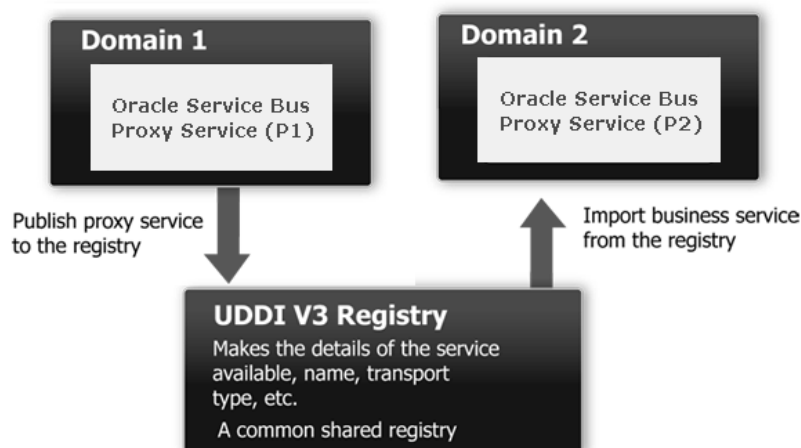 Domain 1
Oracle Service Bus
Proxy Service (P1)
Domain 2
Oracle Service Bus
Proxy Service (P2)
Publish proxy service
to the registry
Import business service
from the registry
UDDI V3 Registry
Makes the details of the service
available, name, transport
type, etc.
A common shared registry